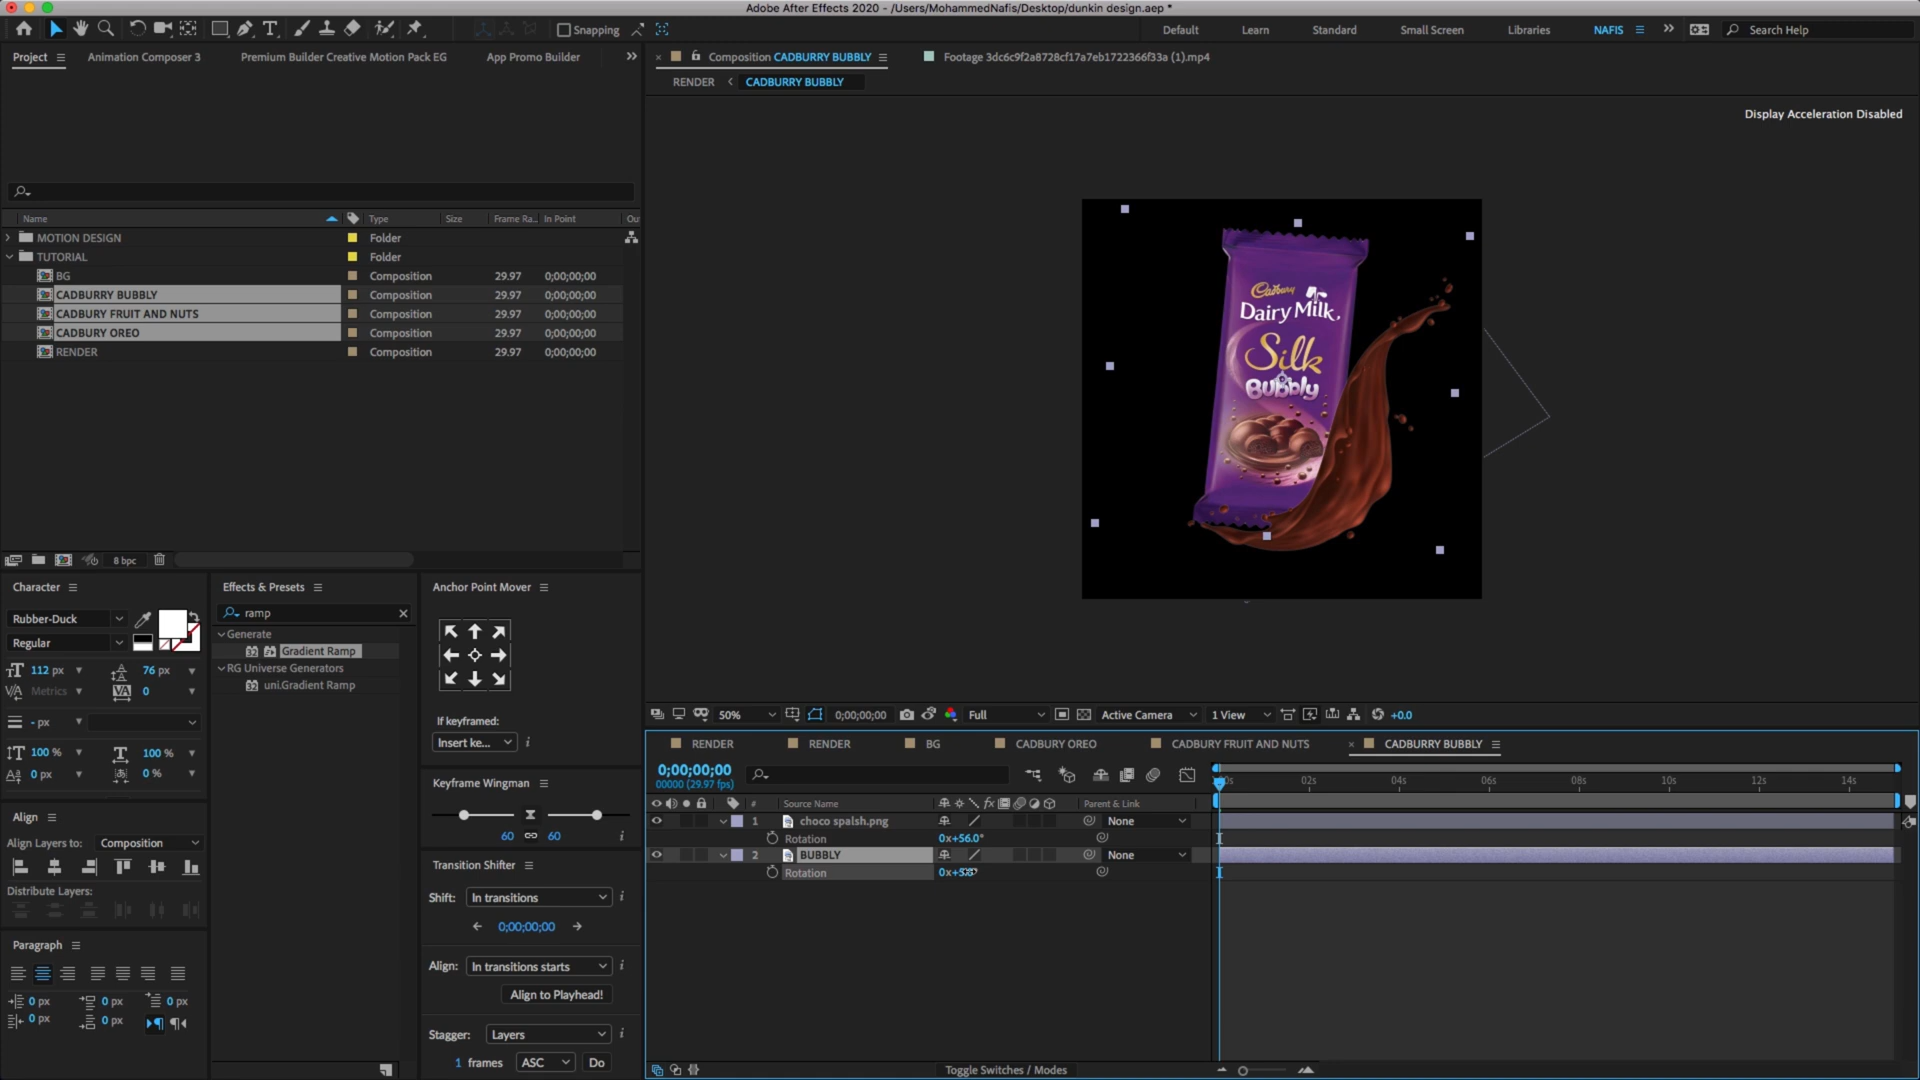 Adobe After Effects 2020 - /Users/MohammedNafis/Desktop/dunkin design.aep *
Snapping
Default
Learn
Standard
Small Screen
Libraries
NAFIS
Search Help
Project
Animation Composer 3
Premium Builder Creative Motion Pack EG
App Promo Builder
Composition CADBURRY BUBBLY
Footage 3dc6c9f2a8728cf17a7eb1722366f33a (1).mp4
RENDER
CADBURRY BUBBLY
Display Acceleration Disabled
Name
Type
Size
Frame Ra...
In Point
Ou
MOTION DESIGN
Folder
TUTORIAL
Folder
BG
Composition
29.97
0;00;00;00
CADBURRY BUBBLY
Composition
29.97
0;00;00;00
CADBURY FRUIT AND NUTS
Composition
29.97
0;00;00;00
CADBURY OREO
Composition
29.97
0;00;00;00
RENDER
Composition
29.97
0;00;00;00
Cadbury
Dairy Milk
Silk
Bubbly
8 bpc
Character
Effects & Presets
Anchor Point Mover
Rubber-Duck
Regular
ramp
Generate
Gradient Ramp
RG Universe Generators
uni.Gradient Ramp
112 px
76 px
Metrics
0
- px
100 %
100 %
0 px
0 %
If keyframed:
Insert ke...
Keyframe Wingman
60
60
Align
Align Layers to:
Composition
Distribute Layers:
Paragraph
0 px
0 px
0 px
0 px
0 px
Transition Shifter
Shift:
In transitions
0;00;00;00
Align:
In transitions starts
Align to Playhead!
Stagger:
Layers
1 frames
ASC
Do
50%
0;00;00;00
Full
Active Camera
1 View
+0.0
RENDER
RENDER
BG
CADBURY OREO
CADBURY FRUIT AND NUTS
CADBURRY BUBBLY
0;00;00;00
00000 (29.97 fps)
02s
04s
06s
08s
10s
12s
14s
#
Source Name
fx
Parent & Link
1
choco spalsh.png
None
Rotation
0x+56.0°
2
BUBBLY
None
Rotation
Toggle Switches / Modes